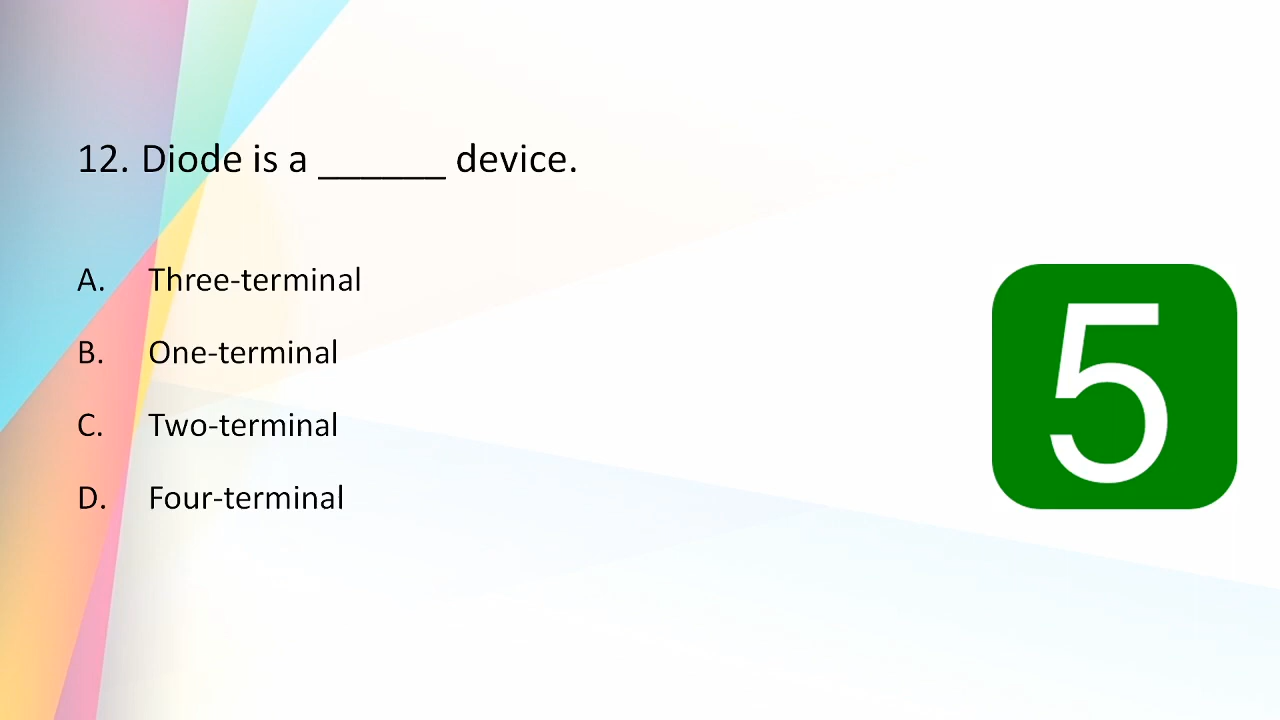 12. Diode is a ______ device.
A. Three-terminal
B. One-terminal
C. Two-terminal
D. Four-terminal
5